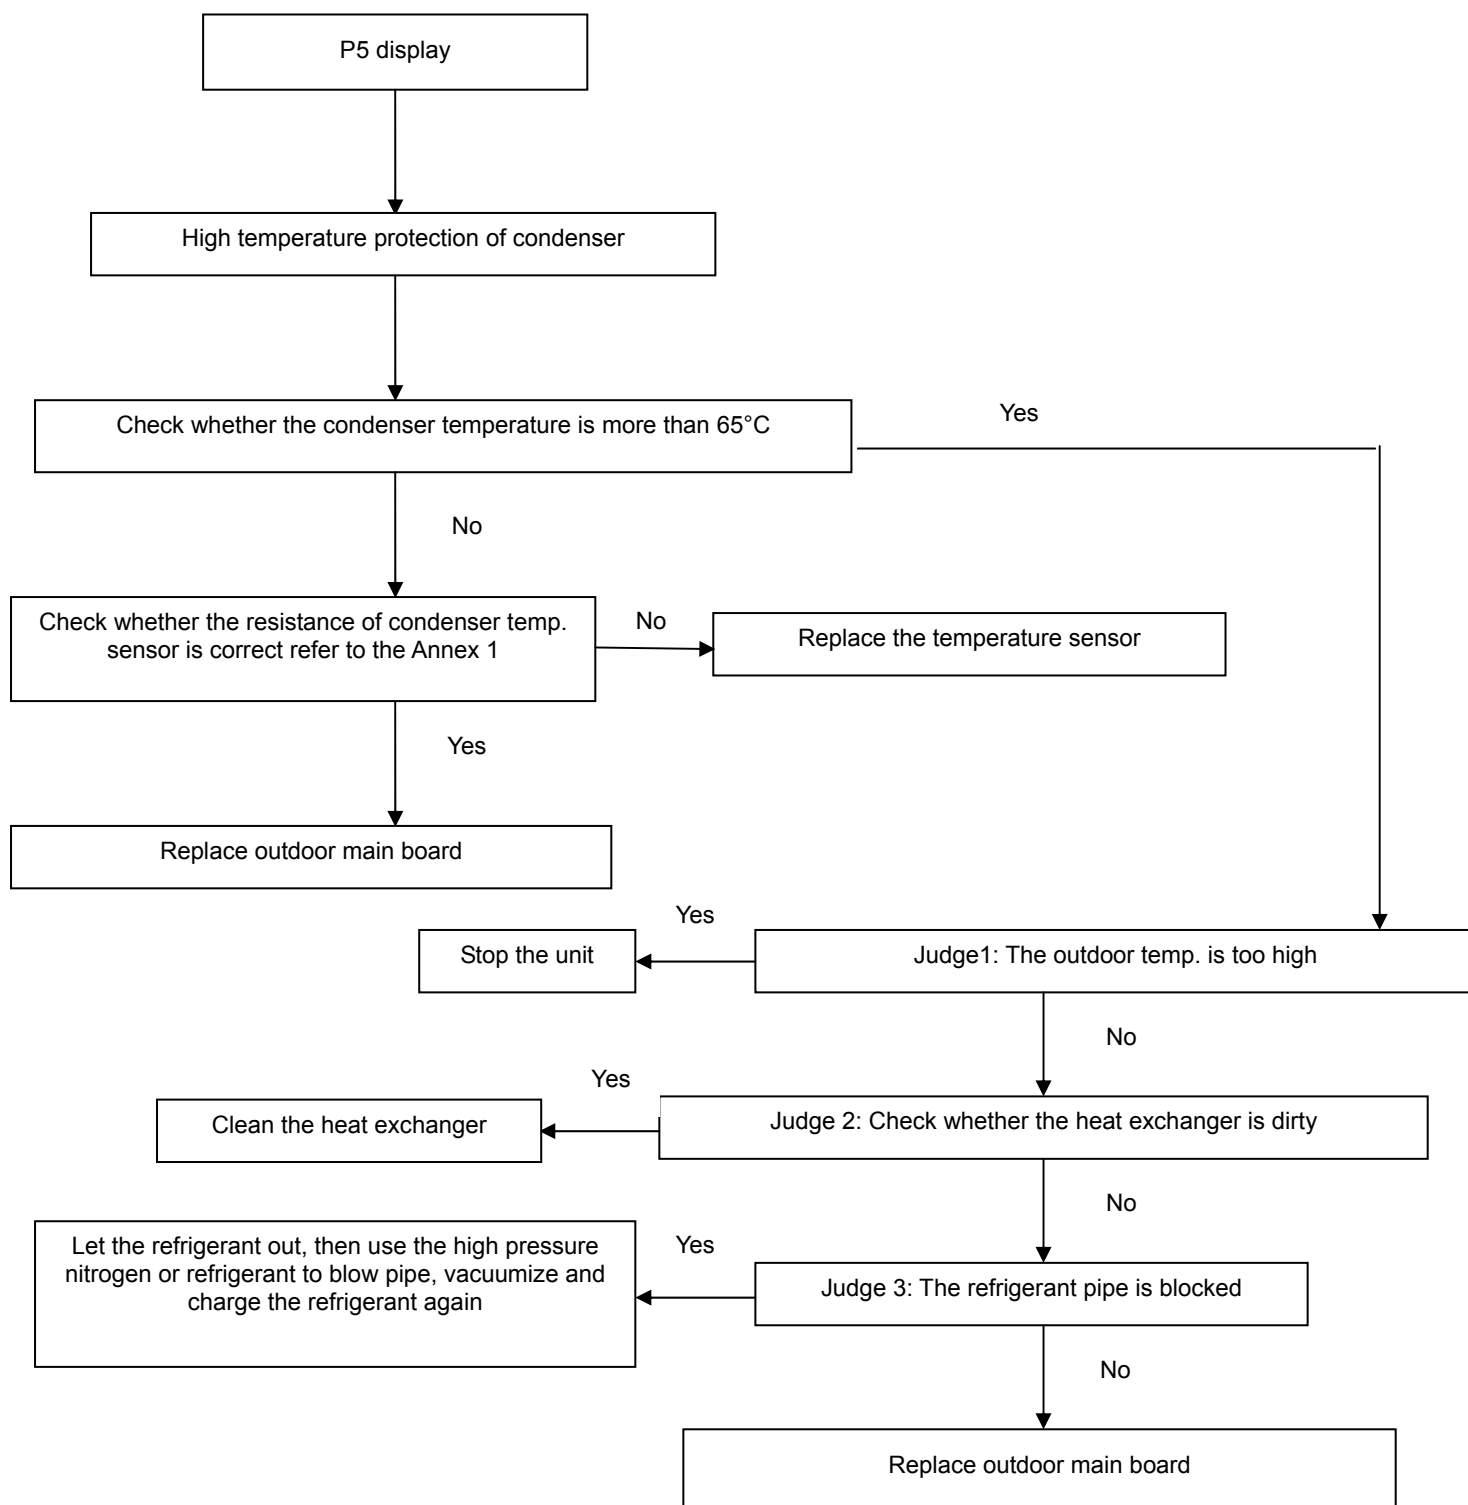 P5 display
High temperature protection of condenser
Check whether the condenser temperature is more than 65°C
Yes
No
Check whether the resistance of condenser temp.
sensor is correct refer to the Annex 1
No
Replace the temperature sensor
Yes
Replace outdoor main board
Yes
Stop the unit
Judge1: The outdoor temp. is too high
No
Yes
Clean the heat exchanger
Judge 2: Check whether the heat exchanger is dirty
No
Let the refrigerant out, then use the high pressure
nitrogen or refrigerant to blow pipe, vacuumize and
charge the refrigerant again
Yes
Judge 3: The refrigerant pipe is blocked
No
Replace outdoor main board